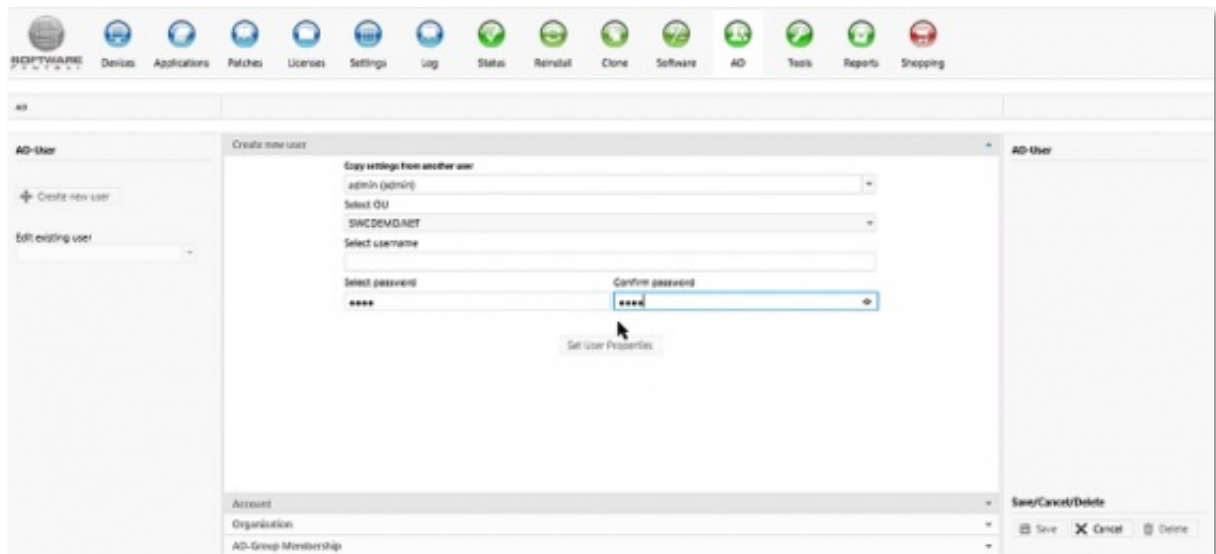 SOFTWARE
CENTRAL
Devices Applications Patches Licenses Settings Log Status Reinstall Clone Software AD Tools Reports Shopping
AD
AD-User
Create new user
Edit existing user
Create new user
Copy settings from another user
admin (admin)
Select OU
SWCDEMO.NET
Select username
Select password Confirm password
•••• ••••
Set User Properties
Account
Organisation
AD-Group Membership
AD-User
Save/Cancel/Delete
Save Cancel Delete